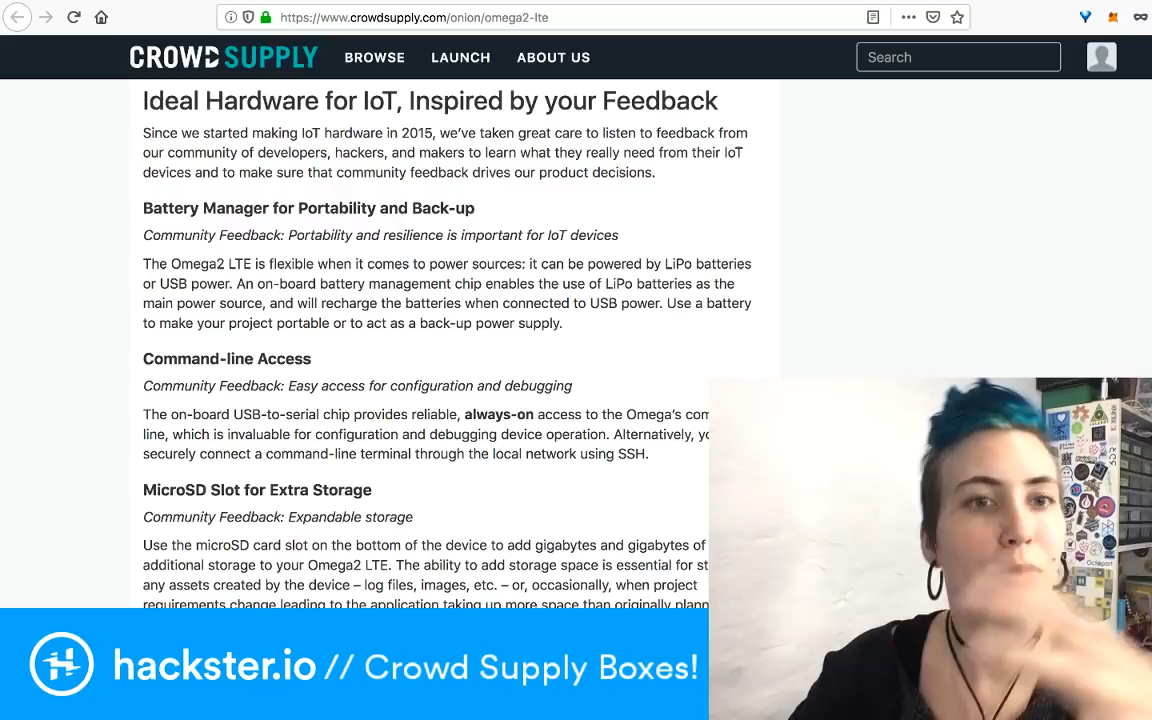 https://www.crowdsupply.com/onion/omega2-lte
CROWD SUPPLY BROWSE LAUNCH ABOUT US Search
Ideal Hardware for IoT, Inspired by your Feedback
Since we started making IoT hardware in 2015, we've taken great care to listen to feedback from
our community of developers, hackers, and makers to learn what they really need from their IoT
devices and to make sure that community feedback drives our product decisions.
Battery Manager for Portability and Back-up
Community Feedback: Portability and resilience is important for IoT devices
The Omega2 LTE is flexible when it comes to power sources: it can be powered by LiPo batteries
or USB power. An on-board battery management chip enables the use of LiPo batteries as the
main power source, and will recharge the batteries when connected to USB power. Use a battery
to make your project portable or to act as a back-up power supply.
Command-line Access
Community Feedback: Easy access for configuration and debugging
The on-board USB-to-serial chip provides reliable, always-on access to the Omega's com
line, which is invaluable for configuration and debugging device operation. Alternatively, yo
securely connect a command-line terminal through the local network using SSH.
MicroSD Slot for Extra Storage
Community Feedback: Expandable storage
Use the microSD card slot on the bottom of the device to add gigabytes and gigabytes of
additional storage to your Omega2 LTE. The ability to add storage space is essential for st
any assets created by the device – log files, images, etc. – or, occasionally, when project
requirements change leading to the application taking up more space than originally plann
hackster.io // Crowd Supply Boxes!
Octopart